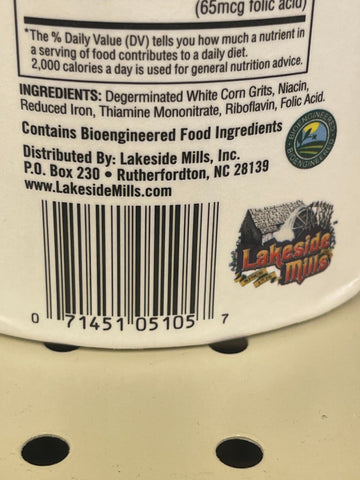 (65mcg folic acid)
*The % Daily Value (DV) tells you how much a nutrient in
a serving of food contributes to a daily diet.
2,000 calories a day is used for general nutrition advice.
INGREDIENTS: Degerminated White Corn Grits, Niacin,
Reduced Iron, Thiamine Mononitrate, Riboflavin, Folic Acid.
Contains Bioengineered Food Ingredients
BIOENGINEERED
BIOENGINEERED
Distributed By: Lakeside Mills, Inc.
P.O. Box 230 • Rutherfordton, NC 28139
www.LakesideMills.com
Lakeside
Mills
0 71451 05105 7